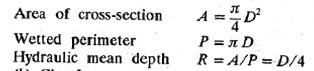 Area of cross-section A = π/4 D²
Wetted perimeter P = π D
Hydraulic mean depth R = A/P = D/4